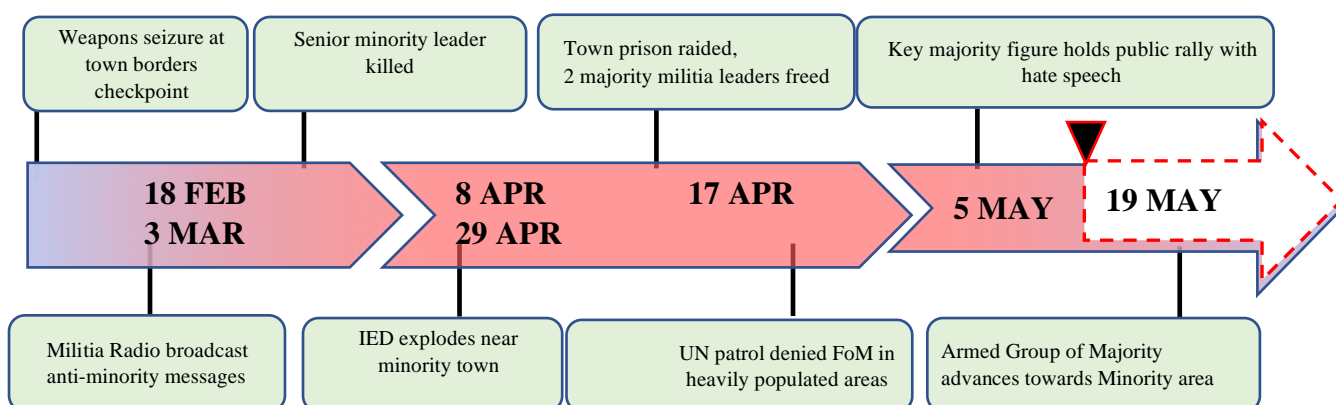 Weapons seizure at
town borders
checkpoint
Senior minority leader
killed
Town prison raided,
2 majority militia leaders freed
Key majority figure holds public rally with
hate speech
18 FEB
3 MAR
8 APR
29 APR
17 APR
5 MAY
19 MAY
Militia Radio broadcast
anti-minority messages
IED explodes near
minority town
UN patrol denied FoM in
heavily populated areas
Armed Group of Majority
advances towards Minority area